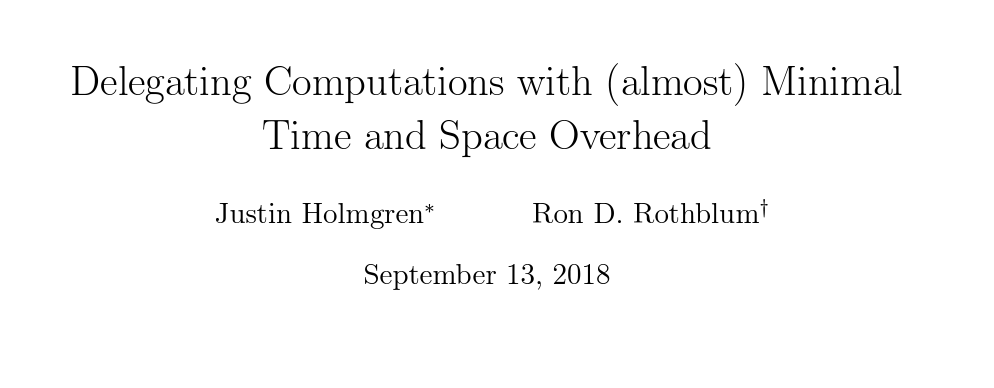 Delegating Computations with (almost) Minimal
Time and Space Overhead
Justin Holmgren* Ron D. Rothblum†
September 13, 2018